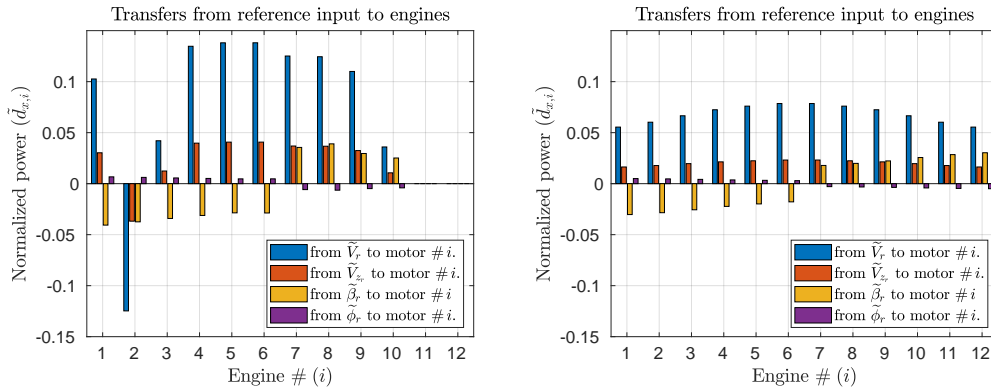 Transfers from reference input to engines
0.1
0.05
0
-0.05
-0.1
-0.15
1 2 3 4 5 6 7 8 9 10 11 12
Engine # (i)
Normalized power (d̃x,i)
from Ṽr to motor # i.
from Ṽzr to motor # i.
from β̃r to motor # i
from ϕ̃r to motor # i.
Transfers from reference input to engines
0.1
0.05
0
-0.05
-0.1
-0.15
1 2 3 4 5 6 7 8 9 10 11 12
Engine # (i)
Normalized power (d̃x,i)
from Ṽr to motor # i.
from Ṽzr to motor # i.
from β̃r to motor # i
from ϕ̃r to motor # i.